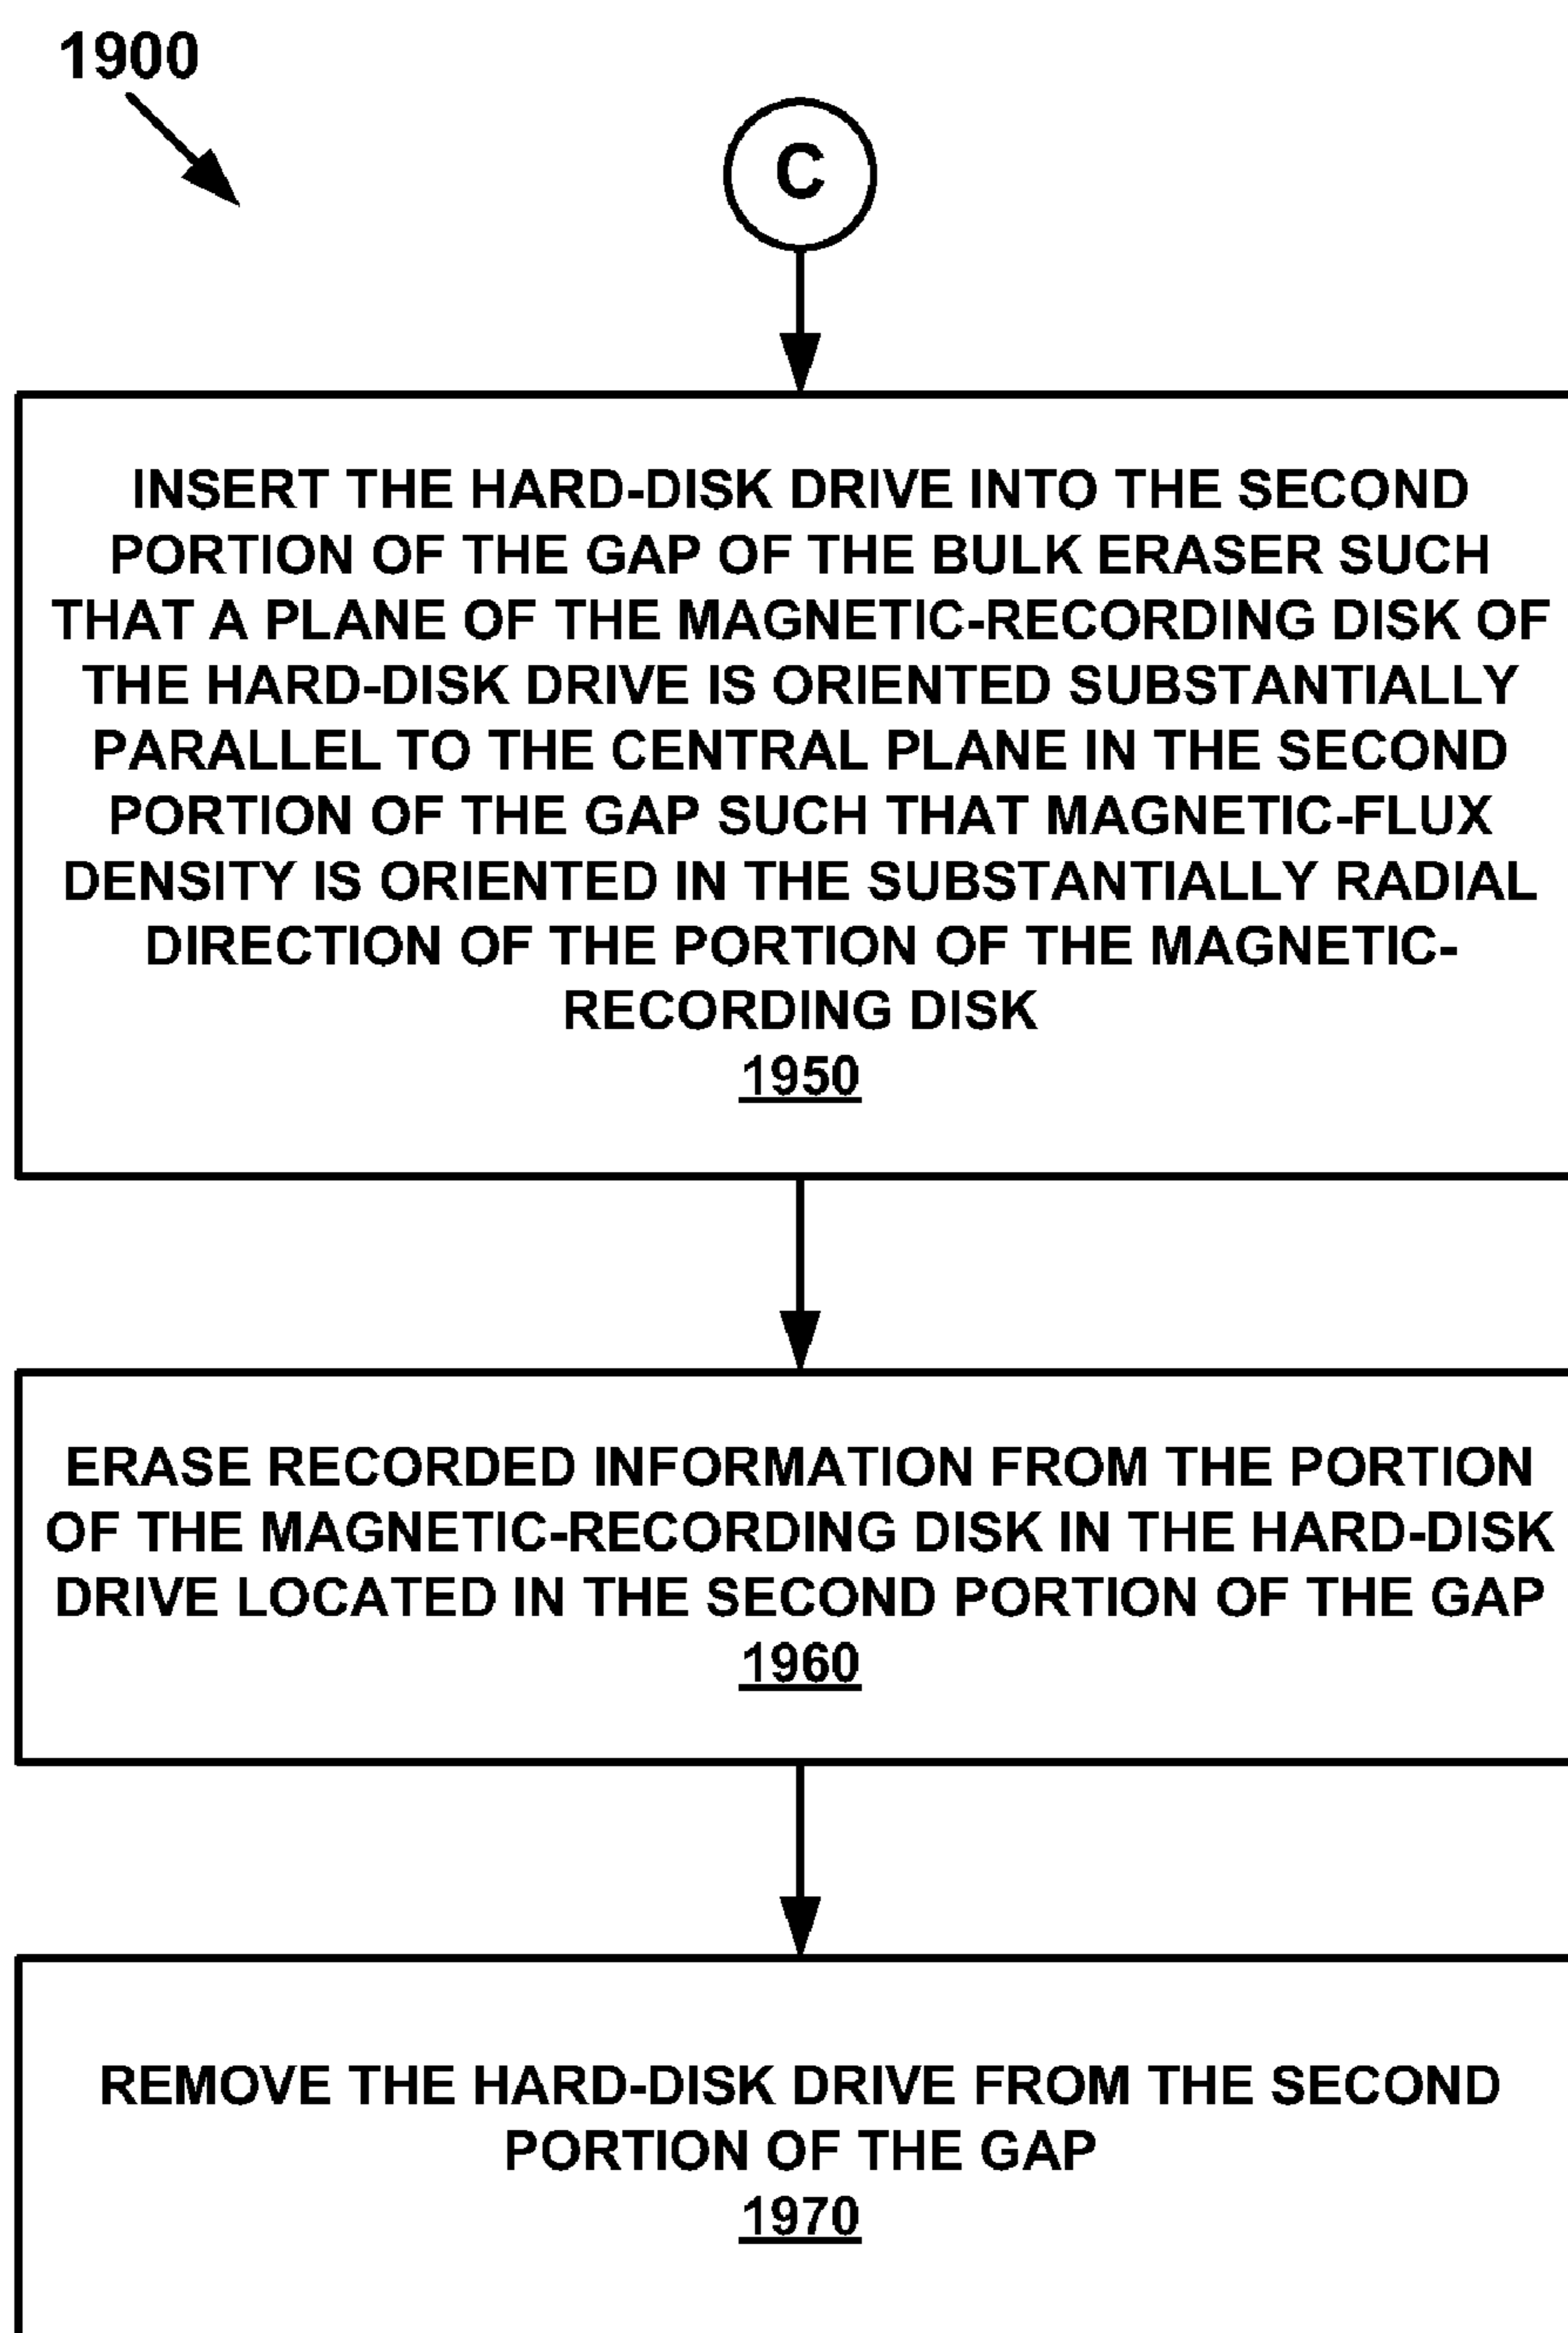 1900
C
INSERT THE HARD-DISK DRIVE INTO THE SECOND
PORTION OF THE GAP OF THE BULK ERASER SUCH
THAT A PLANE OF THE MAGNETIC-RECORDING DISK OF
THE HARD-DISK DRIVE IS ORIENTED SUBSTANTIALLY
PARALLEL TO THE CENTRAL PLANE IN THE SECOND
PORTION OF THE GAP SUCH THAT MAGNETIC-FLUX
DENSITY IS ORIENTED IN THE SUBSTANTIALLY RADIAL
DIRECTION OF THE PORTION OF THE MAGNETIC-
RECORDING DISK
1950
ERASE RECORDED INFORMATION FROM THE PORTION
OF THE MAGNETIC-RECORDING DISK IN THE HARD-DISK
DRIVE LOCATED IN THE SECOND PORTION OF THE GAP
1960
REMOVE THE HARD-DISK DRIVE FROM THE SECOND
PORTION OF THE GAP
1970